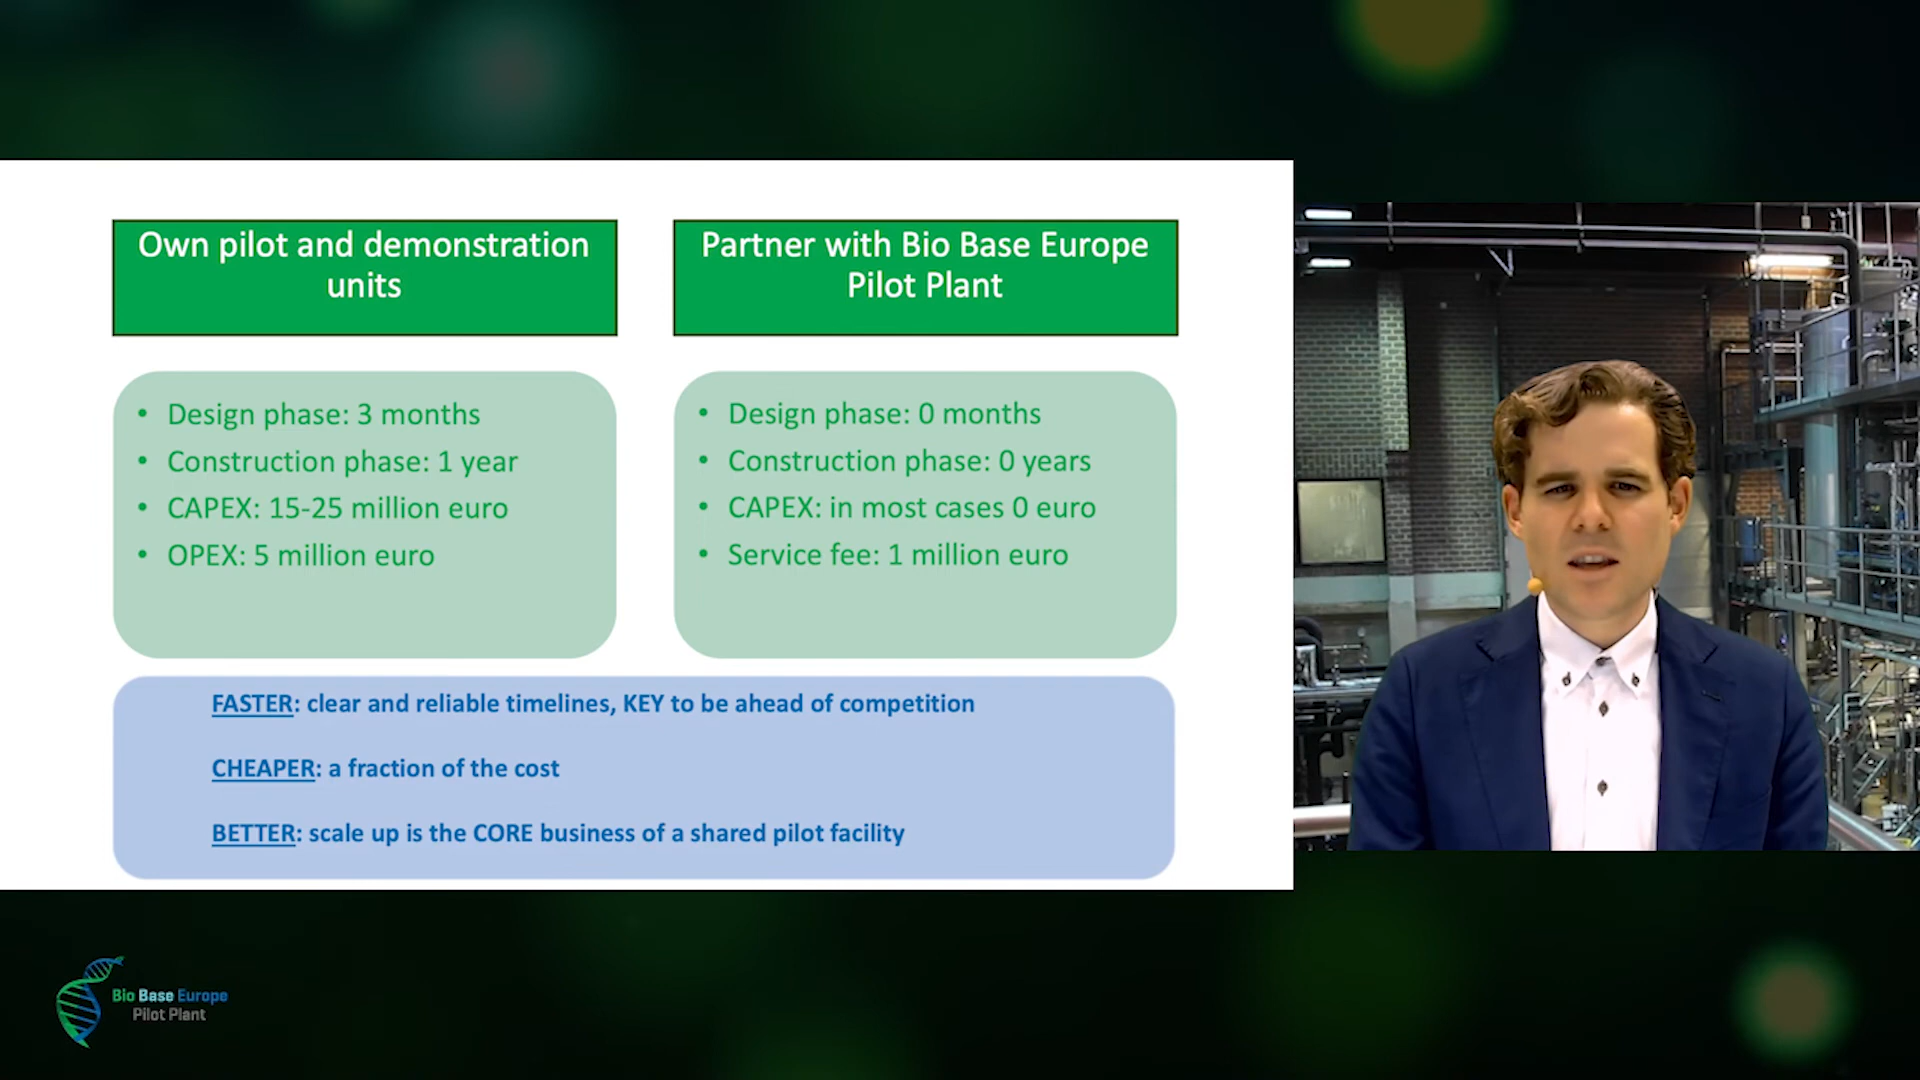 Own pilot and demonstration
units
Partner with Bio Base Europe
Pilot Plant
• Design phase: 3 months
• Construction phase: 1 year
• CAPEX: 15-25 million euro
• OPEX: 5 million euro
• Design phase: 0 months
• Construction phase: 0 years
• CAPEX: in most cases 0 euro
• Service fee: 1 million euro
FASTER: clear and reliable timelines, KEY to be ahead of competition
CHEAPER: a fraction of the cost
BETTER: scale up is the CORE business of a shared pilot facility
Bio Base Europe
Pilot Plant